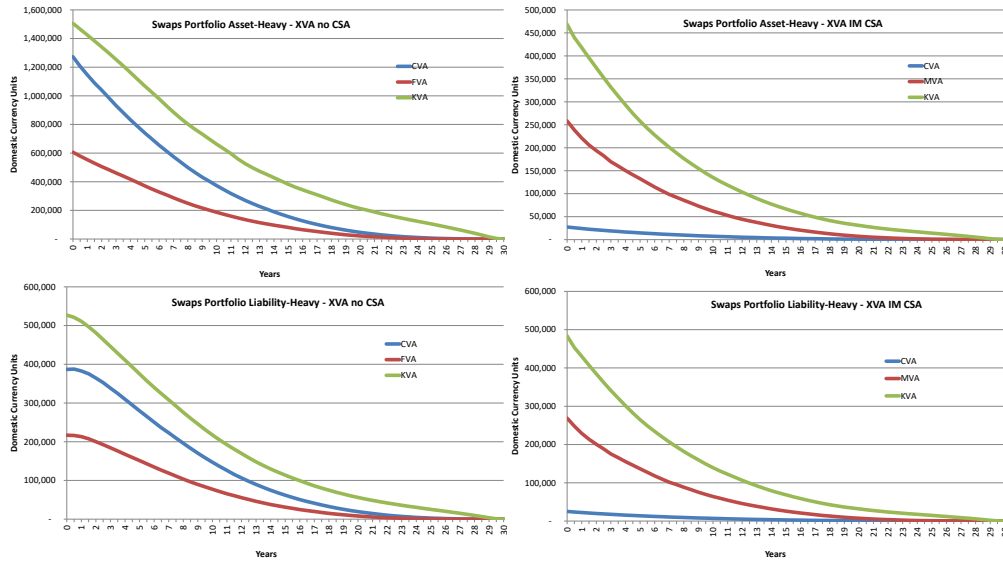 Swaps Portfolio Asset-Heavy - XVA no CSA
Domestic Currency Units
1,600,000
1,400,000
1,200,000
1,000,000
800,000
600,000
400,000
200,000
-
CVA
FVA
KVA
0 1 2 3 4 5 6 7 8 9 10 11 12 13 14 15 16 17 18 19 20 21 22 23 24 25 26 27 28 29 30
Years
Swaps Portfolio Asset-Heavy - XVA IM CSA
Domestic Currency Units
500,000
450,000
400,000
350,000
300,000
250,000
200,000
150,000
100,000
50,000
-
CVA
MVA
KVA
0 1 2 3 4 5 6 7 8 9 10 11 12 13 14 15 16 17 18 19 20 21 22 23 24 25 26 27 28 29 30
Years
Swaps Portfolio Liability-Heavy - XVA no CSA
Domestic Currency Units
600,000
500,000
400,000
300,000
200,000
100,000
-
CVA
FVA
KVA
0 1 2 3 4 5 6 7 8 9 10 11 12 13 14 15 16 17 18 19 20 21 22 23 24 25 26 27 28 29 30
Years
Swaps Portfolio Liability-Heavy - XVA IM CSA
Domestic Currency Units
600,000
500,000
400,000
300,000
200,000
100,000
-
CVA
MVA
KVA
0 1 2 3 4 5 6 7 8 9 10 11 12 13 14 15 16 17 18 19 20 21 22 23 24 25 26 27 28 29 30
Years